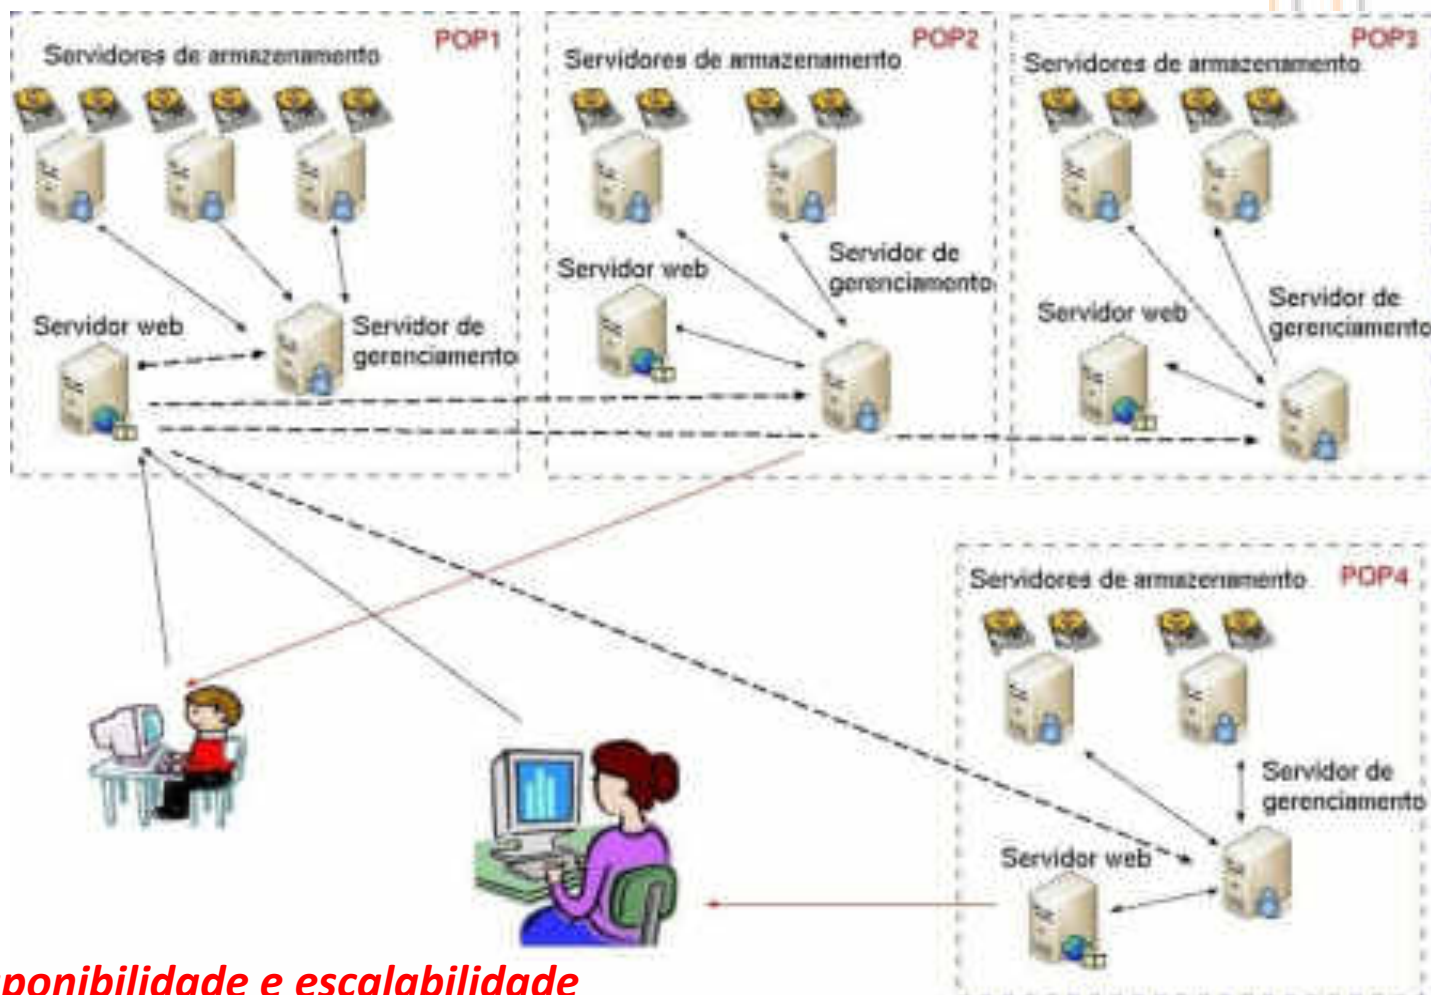 Servidores de armazenamento POP1
Servidores de armazenamento POP2
Servidores de armazenamento POP3
Servidor web
Servidor de
gerenciamento
Servidor web
Servidor de
gerenciamento
Servidor web
Servidor de
gerenciamento
Servidores de armazenamento POP4
Servidor de
gerenciamento
Servidor web
ponibilidade e escalabilidade